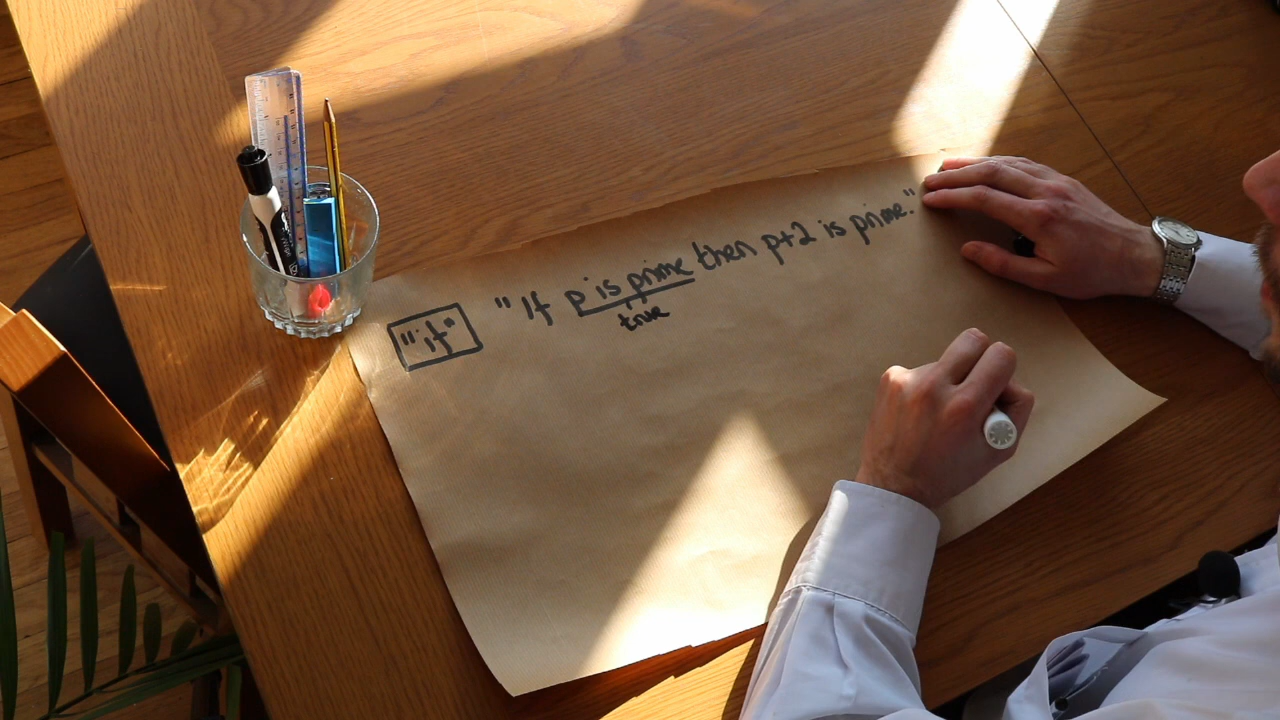 "if"
"If p is prime then p+2 is prime."
true